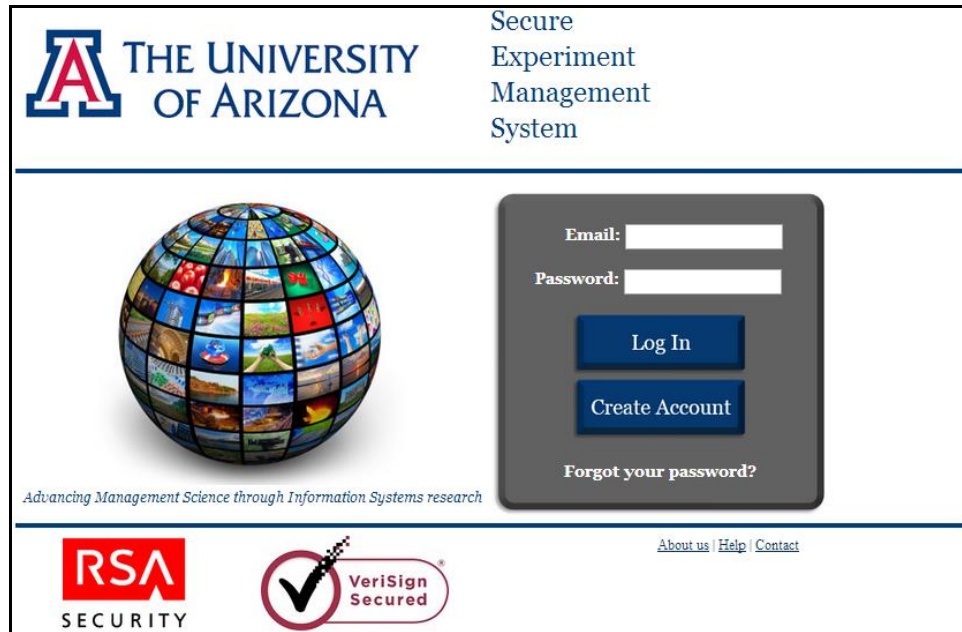 THE UNIVERSITY
OF ARIZONA
Secure
Experiment
Management
System
Email:
Password:
Log In
Create Account
Forgot your password?
Advancing Management Science through Information Systems research
About us | Help | Contact
RSA
SECURITY
VeriSign
Secured